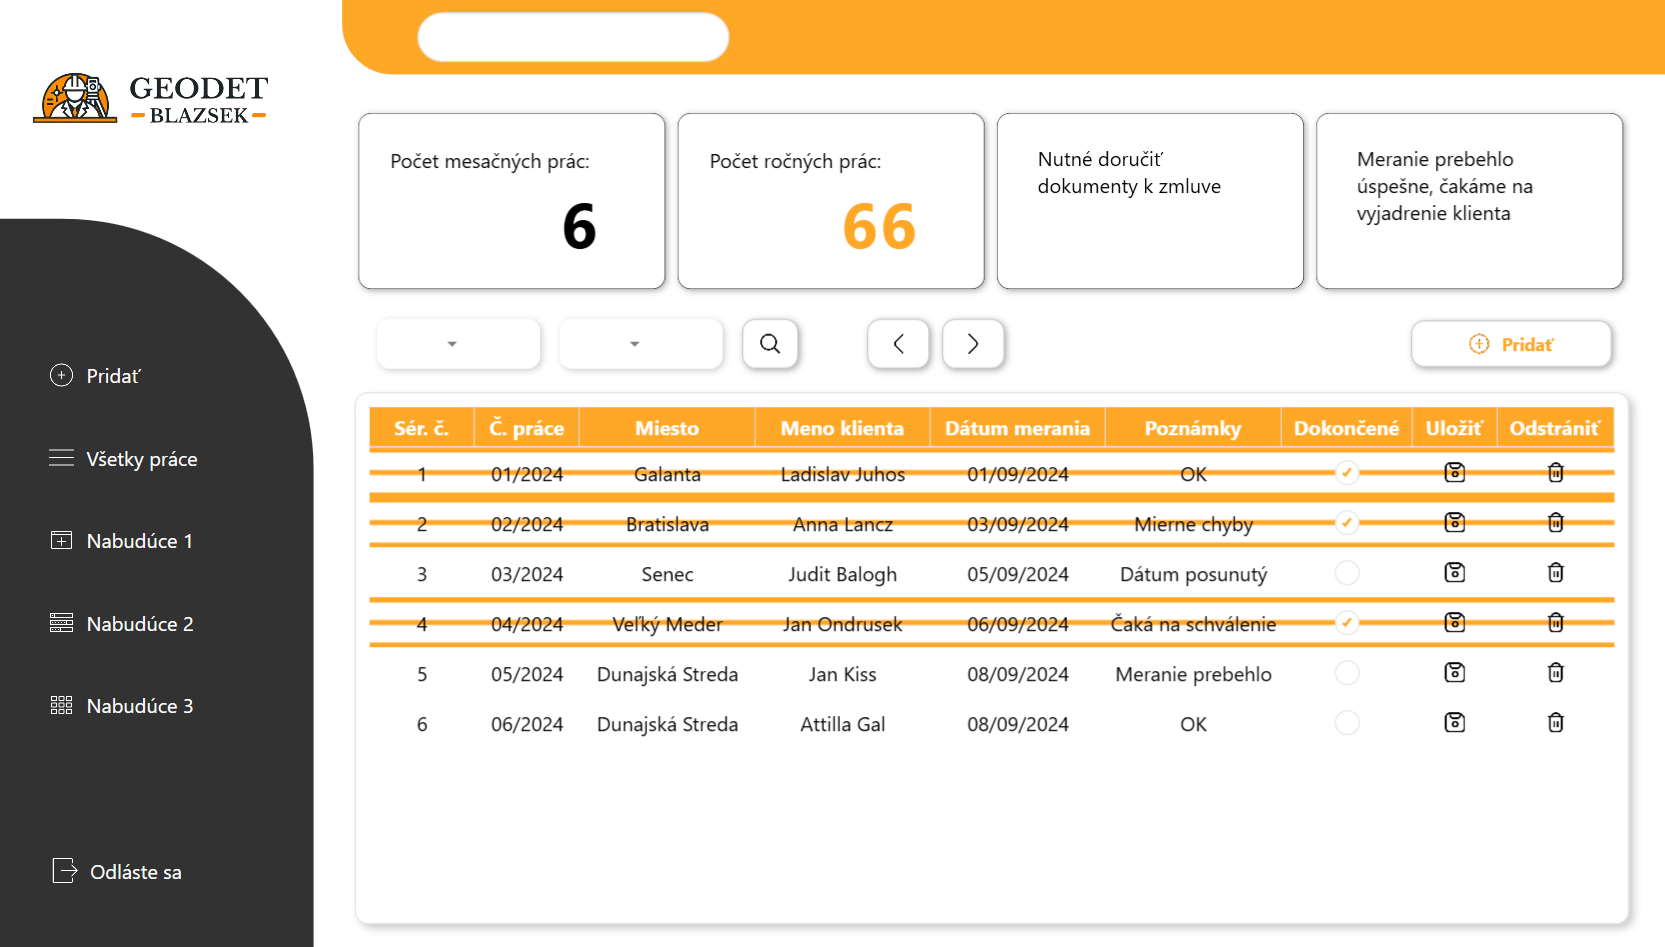 GEODET
BLAZSEK
Počet mesačných prác:
6
Počet ročných prác:
66
Nutné doručiť
dokumenty k zmluve
Meranie prebehlo
úspešne, čakáme na
vyjadrenie klienta
Pridať
Všetky práce
Nabudúce 1
Nabudúce 2
Nabudúce 3
Odláste sa
Pridať
Sér. č. Č. práce Miesto Meno klienta Dátum merania Poznámky Dokončené Uložiť Odstrániť
1 01/2024 Galanta Ladislav Juhos 01/09/2024 OK
2 02/2024 Bratislava Anna Lancz 03/09/2024 Mierne chyby
3 03/2024 Senec Judit Balogh 05/09/2024 Dátum posunutý
4 04/2024 Veľký Meder Jan Ondrusek 06/09/2024 Čaká na schválenie
5 05/2024 Dunajská Streda Jan Kiss 08/09/2024 Meranie prebehlo
6 06/2024 Dunajská Streda Attilla Gal 08/09/2024 OK